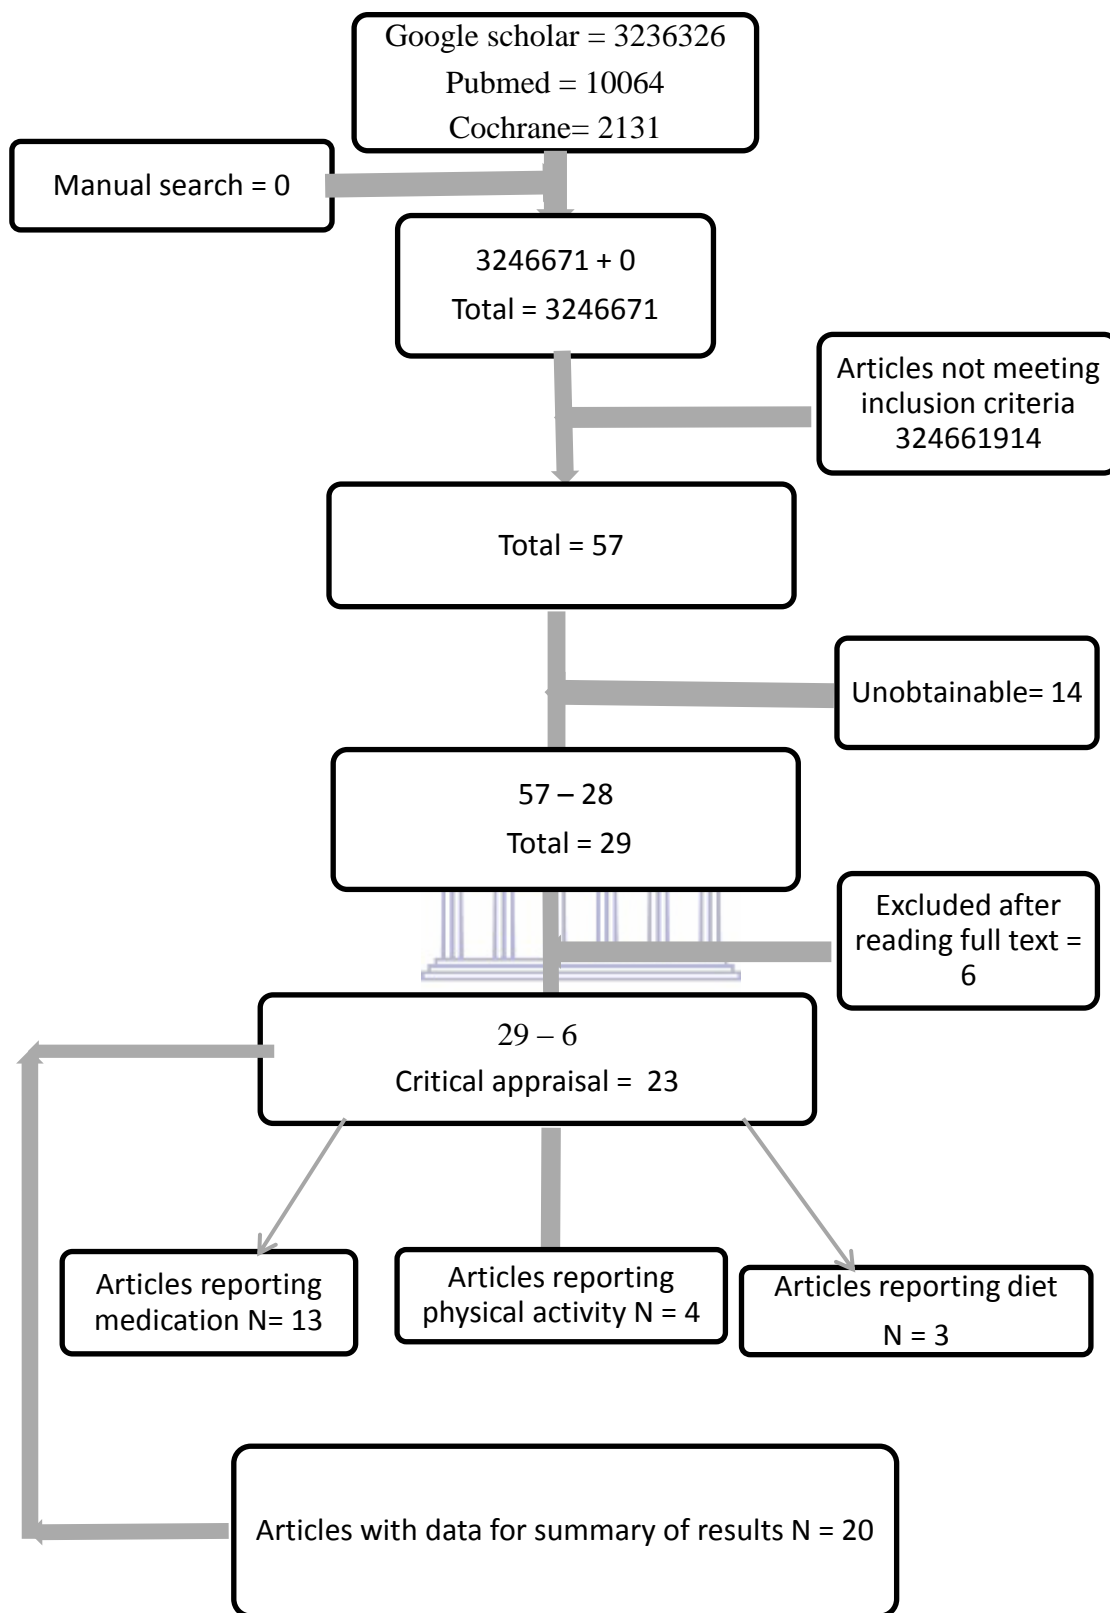 Google scholar = 3236326
Pubmed = 10064
Cochrane= 2131
Manual search = 0
3246671 + 0
Total = 3246671
Articles not meeting
inclusion criteria
324661914
Total = 57
Unobtainable= 14
57 – 28
Total = 29
Excluded after
reading full text =
6
29 – 6
Critical appraisal =  23
Articles reporting
medication N= 13
Articles reporting
physical activity N = 4
Articles reporting diet
N = 3
Articles with data for summary of results N = 20